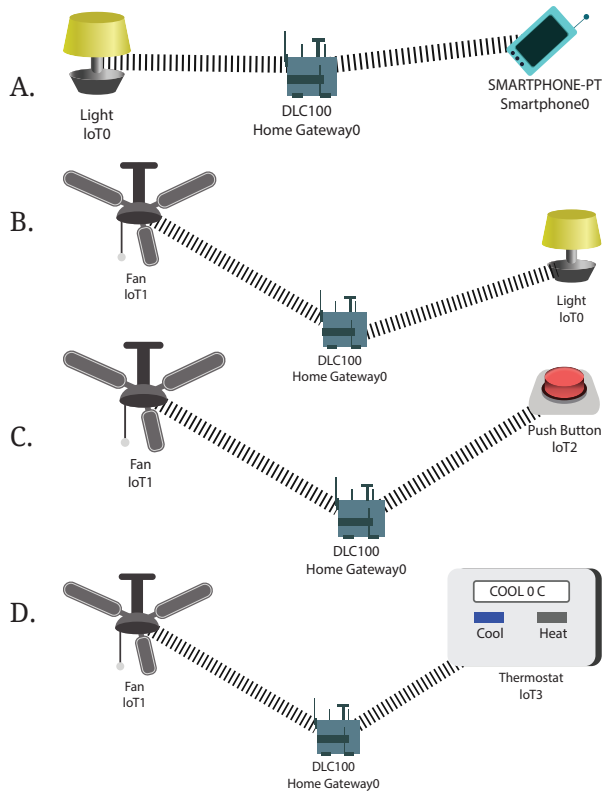 A.
Light
IoT0
DLC100
Home Gateway0
SMARTPHONE-PT
Smartphone0
B.
Fan
IoT1
DLC100
Home Gateway0
Light
IoT0
C.
Fan
IoT1
DLC100
Home Gateway0
Push Button
IoT2
D.
Fan
IoT1
DLC100
Home Gateway0
COOL 0 C
Cool Heat
Thermostat
IoT3